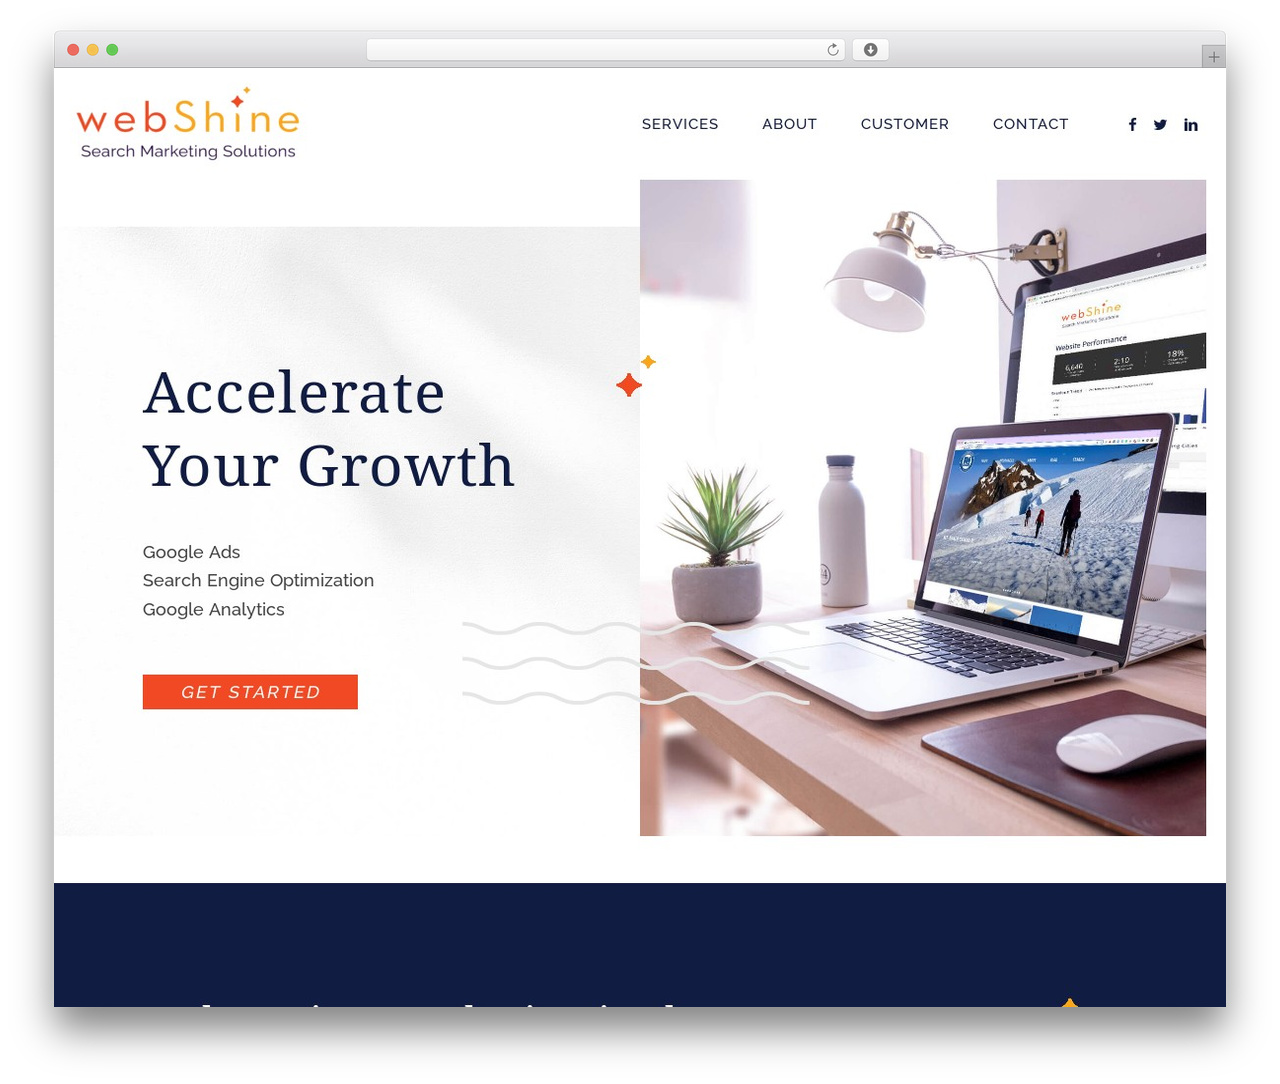 webShine
Search Marketing Solutions
SERVICES ABOUT CUSTOMER CONTACT
Accelerate
Your Growth
Google Ads
Search Engine Optimization
Google Analytics
GET STARTED
webShine
Search Marketing Solutions
Website Performance
6,640 2:10 18%